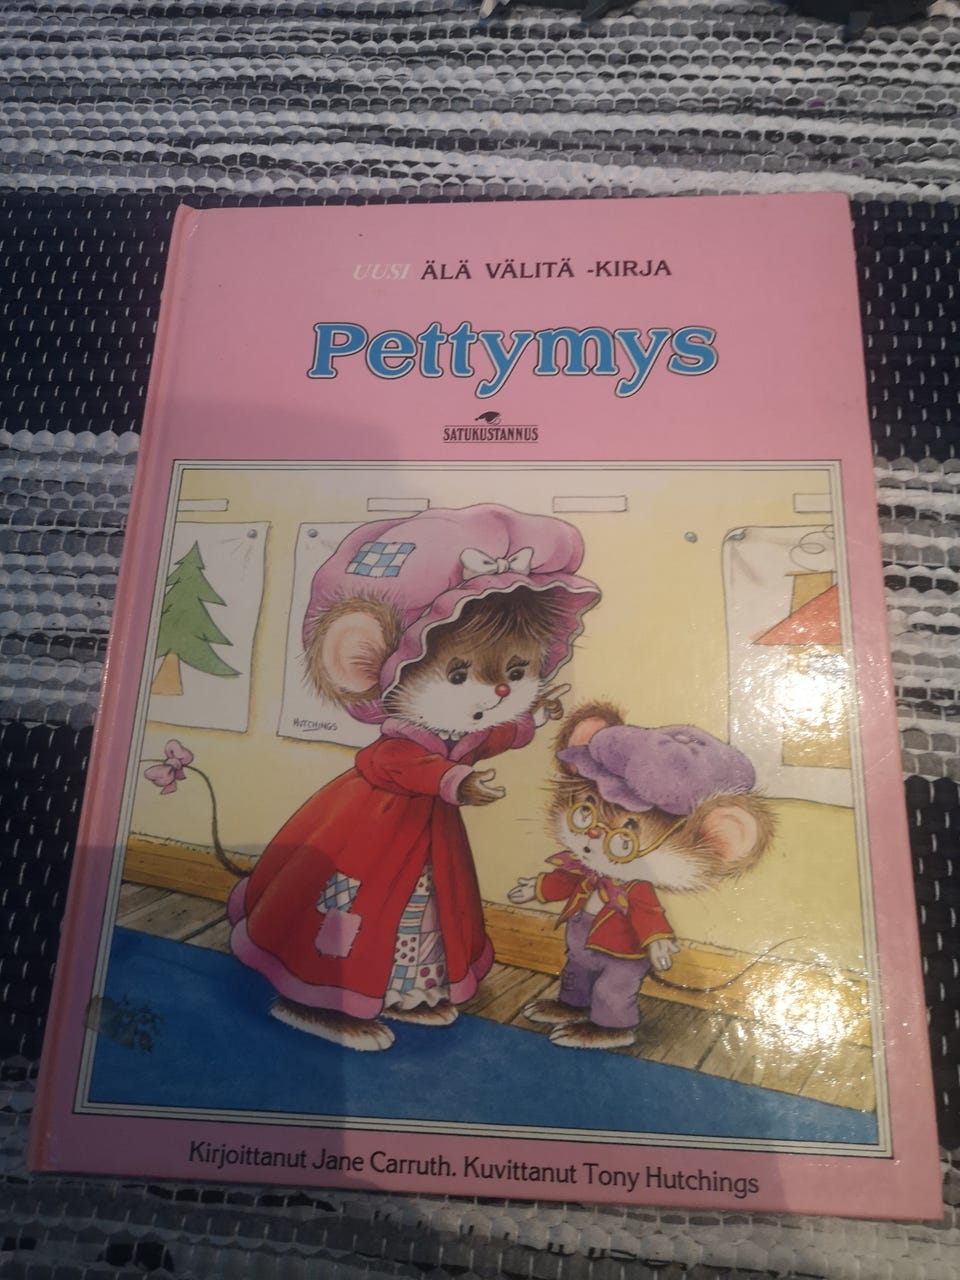 UUSI ÄLÄ VÄLITÄ -KIRJA
Pettymys
SATUKUSTANNUS
HUTCHINGS
Kirjoittanut Jane Carruth. Kuvittanut Tony Hutchings